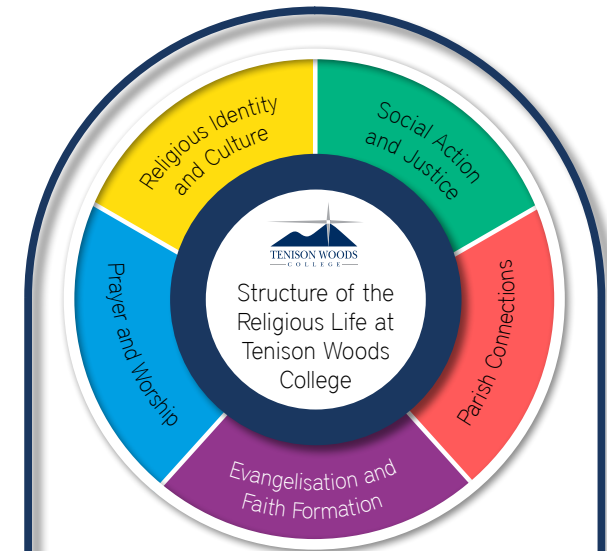 Religious Identity
and Culture
Social Action
and Justice
Prayer and Worship
TENISON WOODS
COLLEGE
Structure of the
Religious Life at
Tenison Woods
College
Parish Connections
Evangelisation and
Faith Formation